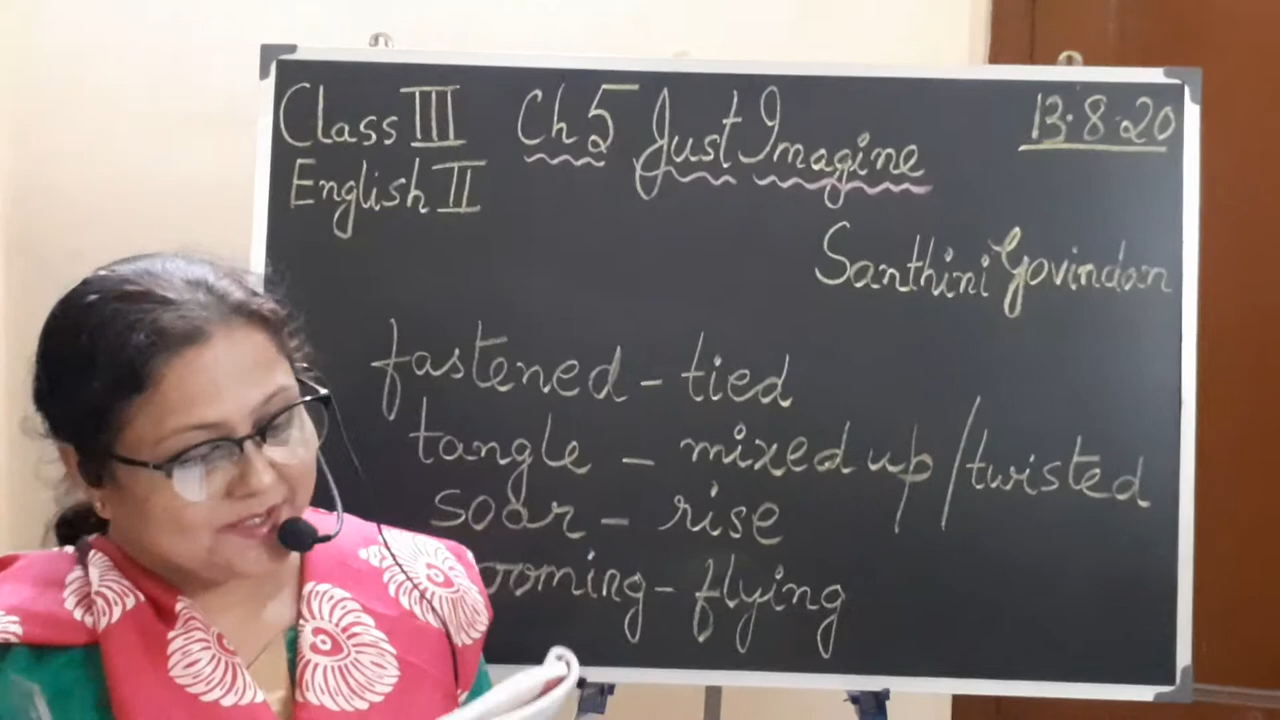 Class III Ch 5 Just Imagine 13.8.20
English II
Santhini Govindan
fastened - tied
tangle - mixed up / twisted
soar - rise
ooming - flying